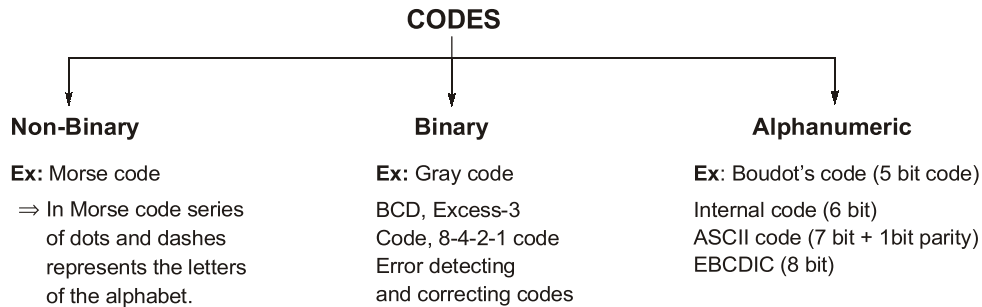 CODES
Non-Binary
Ex: Morse code
⇒ In Morse code series
of dots and dashes
represents the letters
of the alphabet.
Binary
Ex: Gray code
BCD, Excess-3
Code, 8-4-2-1 code
Error detecting
and correcting codes
Alphanumeric
Ex: Boudot's code (5 bit code)
Internal code (6 bit)
ASCII code (7 bit + 1bit parity)
EBCDIC (8 bit)